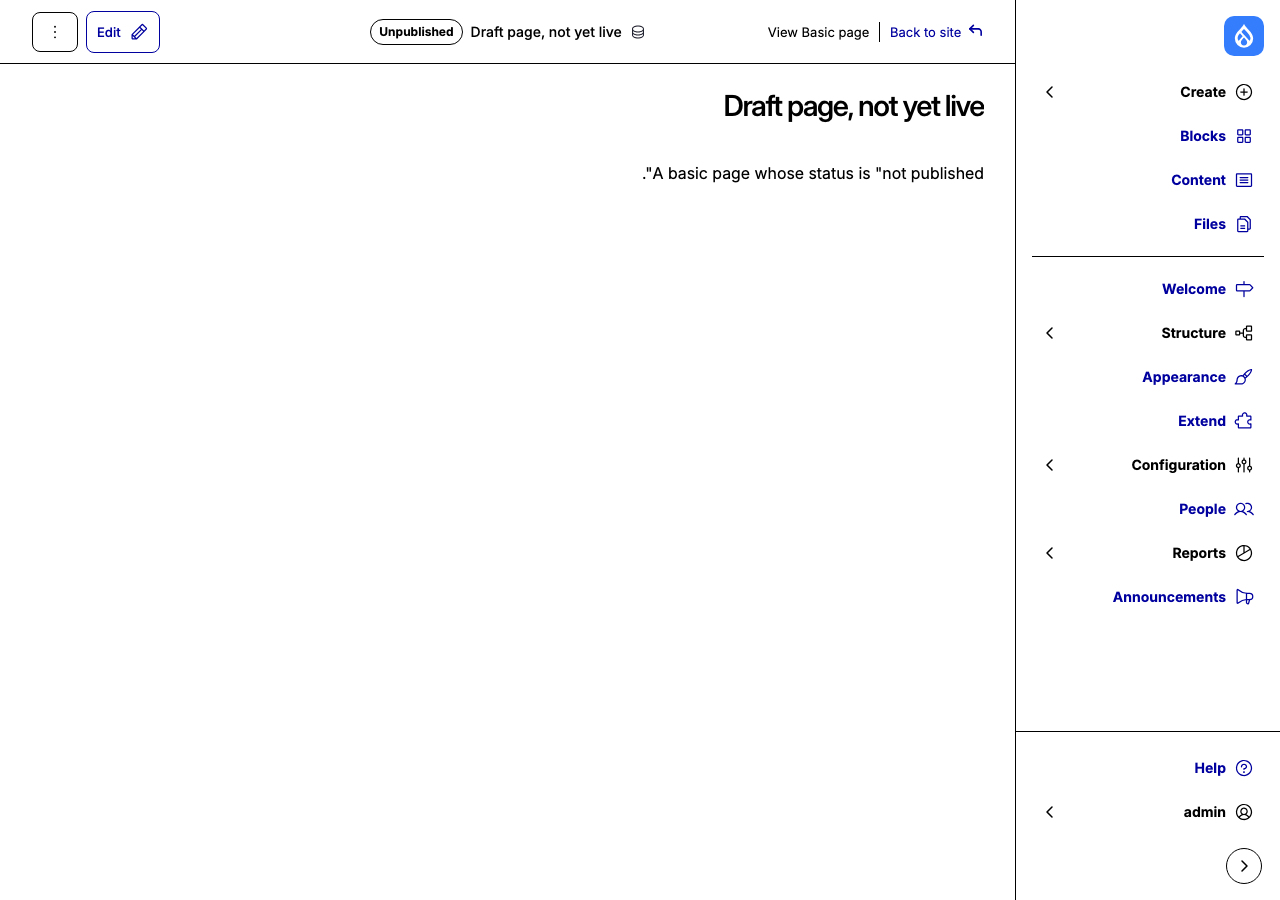 Back to site
View Basic page
Draft page, not yet live
Unpublished
Edit
Draft page, not yet live
A basic page whose status is "not published".
Create
Blocks
Content
Files
Welcome
Structure
Appearance
Extend
Configuration
People
Reports
Announcements
Help
admin